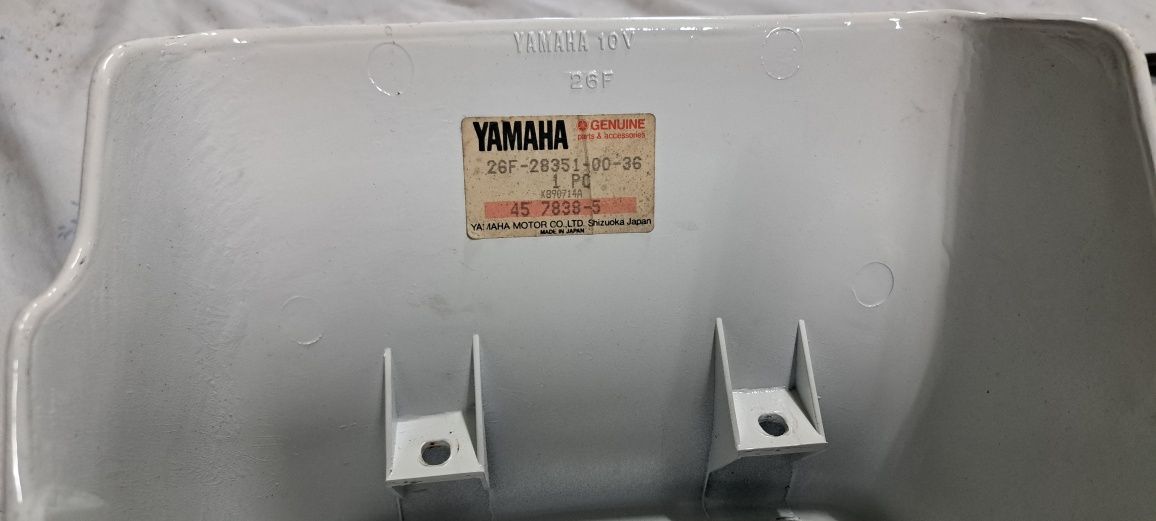 YAMAHA 10V
26F
YAMAHA GENUINE
parts & accessories
26F-28351-00-36
1 PC
K890714A
45 7838-5
YAMAHA MOTOR CO.,LTD. Shizuoka Japan
MADE IN JAPAN